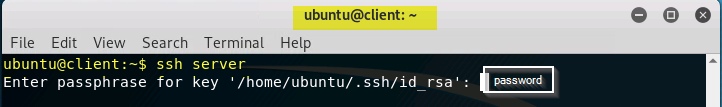 ubuntu@client: ~
File Edit View Search Terminal Help
ubuntu@client:~$ ssh server
Enter passphrase for key '/home/ubuntu/.ssh/id_rsa': password